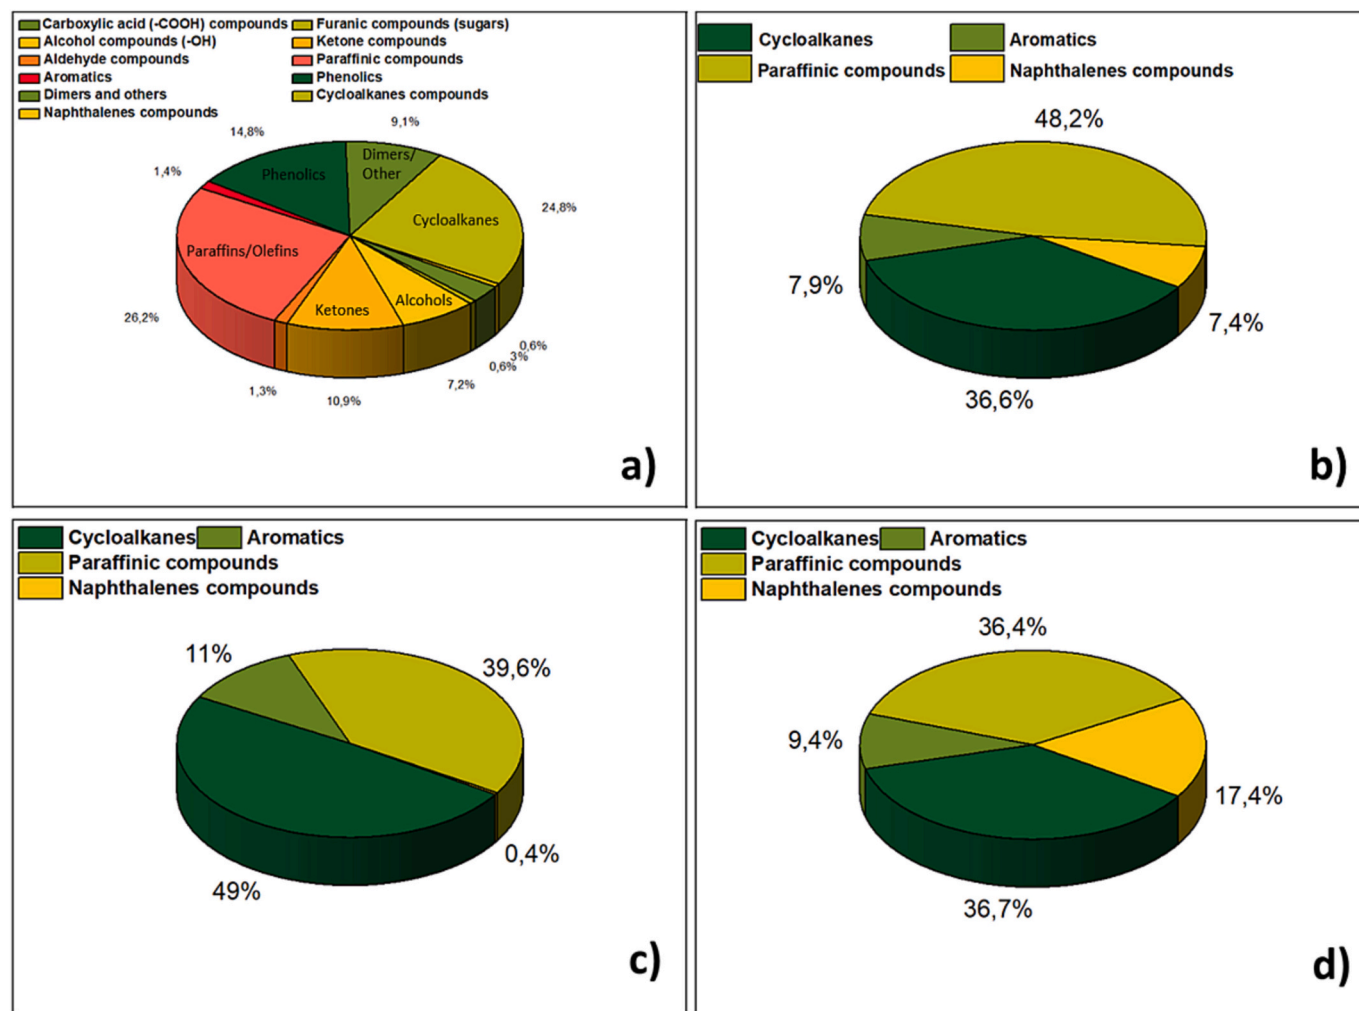 Carboxylic acid (-COOH) compounds Furanic compounds (sugars)
Alcohol compounds (-OH) Ketone compounds
Aldehyde compounds Paraffinic compounds
Aromatics Phenolics
Dimers and others Cycloalkanes compounds
Naphthalenes compounds
9,1%
14,8%
Dimers/
Other
1,4%
Phenolics
24,8%
Cycloalkanes
Paraffins/Olefins
Alcohols
Ketones
26,2%
0,6%
3%
0,6%
7,2%
1,3%
10,9%
a)
Cycloalkanes Aromatics
Paraffinic compounds Naphthalenes compounds
48,2%
7,9%
7,4%
36,6%
b)
Cycloalkanes Aromatics
Paraffinic compounds
Naphthalenes compounds
11%
39,6%
0,4%
49%
c)
Cycloalkanes Aromatics
Paraffinic compounds
Naphthalenes compounds
36,4%
9,4%
17,4%
36,7%
d)